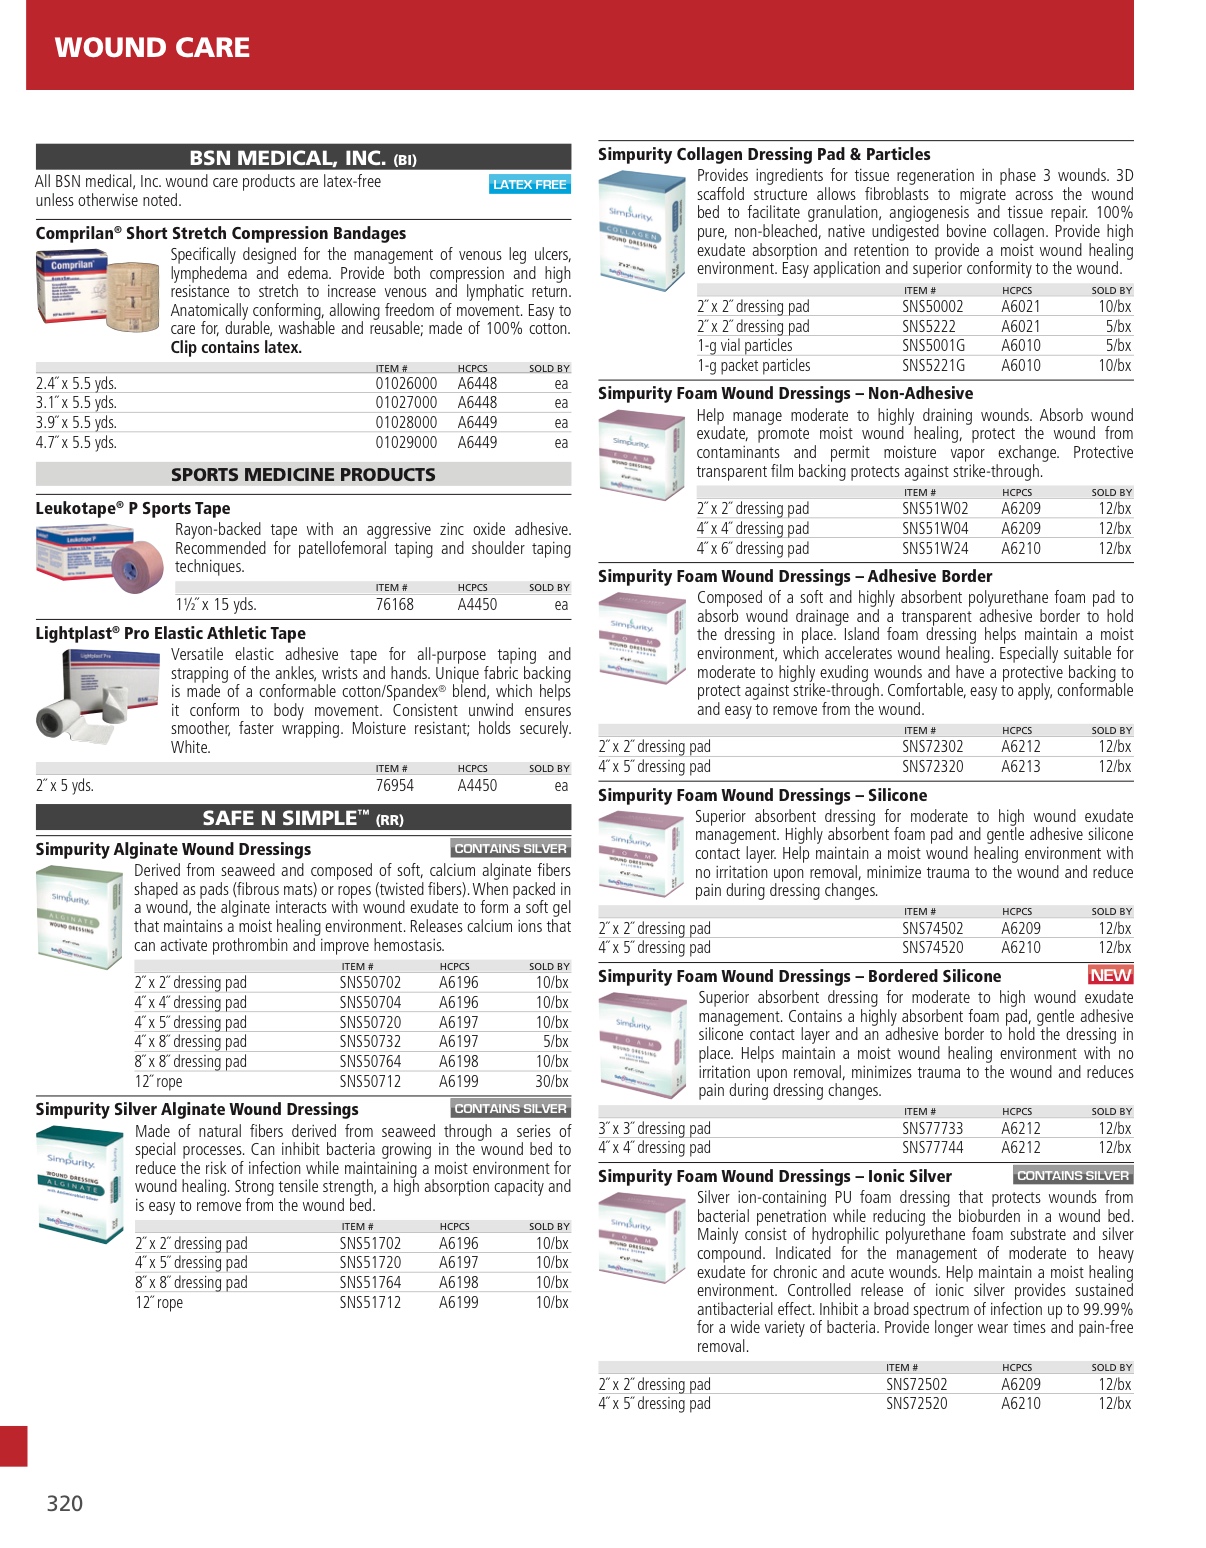 WOUND CARE
BSN MEDICAL, INC. (BI)
All BSN medical, Inc. wound care products are latex-free
unless otherwise noted.
LATEX FREE
Comprilan® Short Stretch Compression Bandages
Specifically designed for the management of venous leg ulcers,
lymphedema and edema. Provide both compression and high
resistance to stretch to increase venous and lymphatic return.
Anatomically conforming, allowing freedom of movement. Easy to
care for, durable, washable and reusable; made of 100% cotton.
Clip contains latex.
ITEM # HCPCS SOLD BY
2.4˝ x 5.5 yds. 01026000 A6448 ea
3.1˝ x 5.5 yds. 01027000 A6448 ea
3.9˝ x 5.5 yds. 01028000 A6449 ea
4.7˝ x 5.5 yds. 01029000 A6449 ea
SPORTS MEDICINE PRODUCTS
Leukotape® P Sports Tape
Rayon-backed tape with an aggressive zinc oxide adhesive.
Recommended for patellofemoral taping and shoulder taping
techniques.
ITEM # HCPCS SOLD BY
1½˝ x 15 yds. 76168 A4450 ea
Lightplast® Pro Elastic Athletic Tape
Versatile elastic adhesive tape for all-purpose taping and
strapping of the ankles, wrists and hands. Unique fabric backing
is made of a conformable cotton/Spandex® blend, which helps
it conform to body movement. Consistent unwind ensures
smoother, faster wrapping. Moisture resistant; holds securely.
White.
ITEM # HCPCS SOLD BY
2˝ x 5 yds. 76954 A4450 ea
SAFE N SIMPLE™ (RR)
Simpurity Alginate Wound Dressings CONTAINS SILVER
Derived from seaweed and composed of soft, calcium alginate fibers
shaped as pads (fibrous mats) or ropes (twisted fibers). When packed in
a wound, the alginate interacts with wound exudate to form a soft gel
that maintains a moist healing environment. Releases calcium ions that
can activate prothrombin and improve hemostasis.
ITEM # HCPCS SOLD BY
2˝ x 2˝ dressing pad SNS50702 A6196 10/bx
4˝ x 4˝ dressing pad SNS50704 A6196 10/bx
4˝ x 5˝ dressing pad SNS50720 A6197 10/bx
4˝ x 8˝ dressing pad SNS50732 A6197 5/bx
8˝ x 8˝ dressing pad SNS50764 A6198 10/bx
12˝ rope SNS50712 A6199 30/bx
Simpurity Silver Alginate Wound Dressings CONTAINS SILVER
Made of natural fibers derived from seaweed through a series of
special processes. Can inhibit bacteria growing in the wound bed to
reduce the risk of infection while maintaining a moist environment for
wound healing. Strong tensile strength, a high absorption capacity and
is easy to remove from the wound bed.
ITEM # HCPCS SOLD BY
2˝ x 2˝ dressing pad SNS51702 A6196 10/bx
4˝ x 5˝ dressing pad SNS51720 A6197 10/bx
8˝ x 8˝ dressing pad SNS51764 A6198 10/bx
12˝ rope SNS51712 A6199 10/bx
Simpurity Collagen Dressing Pad & Particles
Provides ingredients for tissue regeneration in phase 3 wounds. 3D
scaffold structure allows fibroblasts to migrate across the wound
bed to facilitate granulation, angiogenesis and tissue repair. 100%
pure, non-bleached, native undigested bovine collagen. Provide high
exudate absorption and retention to provide a moist wound healing
environment. Easy application and superior conformity to the wound.
ITEM # HCPCS SOLD BY
2˝ x 2˝ dressing pad SNS50002 A6021 10/bx
2˝ x 2˝ dressing pad SNS5222 A6021 5/bx
1-g vial particles SNS5001G A6010 5/bx
1-g packet particles SNS5221G A6010 10/bx
Simpurity Foam Wound Dressings – Non-Adhesive
Help manage moderate to highly draining wounds. Absorb wound
exudate, promote moist wound healing, protect the wound from
contaminants and permit moisture vapor exchange. Protective
transparent film backing protects against strike-through.
ITEM # HCPCS SOLD BY
2˝ x 2˝ dressing pad SNS51W02 A6209 12/bx
4˝ x 4˝ dressing pad SNS51W04 A6209 12/bx
4˝ x 6˝ dressing pad SNS51W24 A6210 12/bx
Simpurity Foam Wound Dressings – Adhesive Border
Composed of a soft and highly absorbent polyurethane foam pad to
absorb wound drainage and a transparent adhesive border to hold
the dressing in place. Island foam dressing helps maintain a moist
environment, which accelerates wound healing. Especially suitable for
moderate to highly exuding wounds and have a protective backing to
protect against strike-through. Comfortable, easy to apply, conformable
and easy to remove from the wound.
ITEM # HCPCS SOLD BY
2˝ x 2˝ dressing pad SNS72302 A6212 12/bx
4˝ x 5˝ dressing pad SNS72320 A6213 12/bx
Simpurity Foam Wound Dressings – Silicone
Superior absorbent dressing for moderate to high wound exudate
management. Highly absorbent foam pad and gentle adhesive silicone
contact layer. Help maintain a moist wound healing environment with
no irritation upon removal, minimize trauma to the wound and reduce
pain during dressing changes.
ITEM # HCPCS SOLD BY
2˝ x 2˝ dressing pad SNS74502 A6209 12/bx
4˝ x 5˝ dressing pad SNS74520 A6210 12/bx
Simpurity Foam Wound Dressings – Bordered Silicone NEW
Superior absorbent dressing for moderate to high wound exudate
management. Contains a highly absorbent foam pad, gentle adhesive
silicone contact layer and an adhesive border to hold the dressing in
place. Helps maintain a moist wound healing environment with no
irritation upon removal, minimizes trauma to the wound and reduces
pain during dressing changes.
ITEM # HCPCS SOLD BY
3˝ x 3˝ dressing pad SNS77733 A6212 12/bx
4˝ x 4˝ dressing pad SNS77744 A6212 12/bx
Simpurity Foam Wound Dressings – Ionic Silver CONTAINS SILVER
Silver ion-containing PU foam dressing that protects wounds from
bacterial penetration while reducing the bioburden in a wound bed.
Mainly consist of hydrophilic polyurethane foam substrate and silver
compound. Indicated for the management of moderate to heavy
exudate for chronic and acute wounds. Help maintain a moist healing
environment. Controlled release of ionic silver provides sustained
antibacterial effect. Inhibit a broad spectrum of infection up to 99.99%
for a wide variety of bacteria. Provide longer wear times and pain-free
removal.
ITEM # HCPCS SOLD BY
2˝ x 2˝ dressing pad SNS72502 A6209 12/bx
4˝ x 5˝ dressing pad SNS72520 A6210 12/bx
320